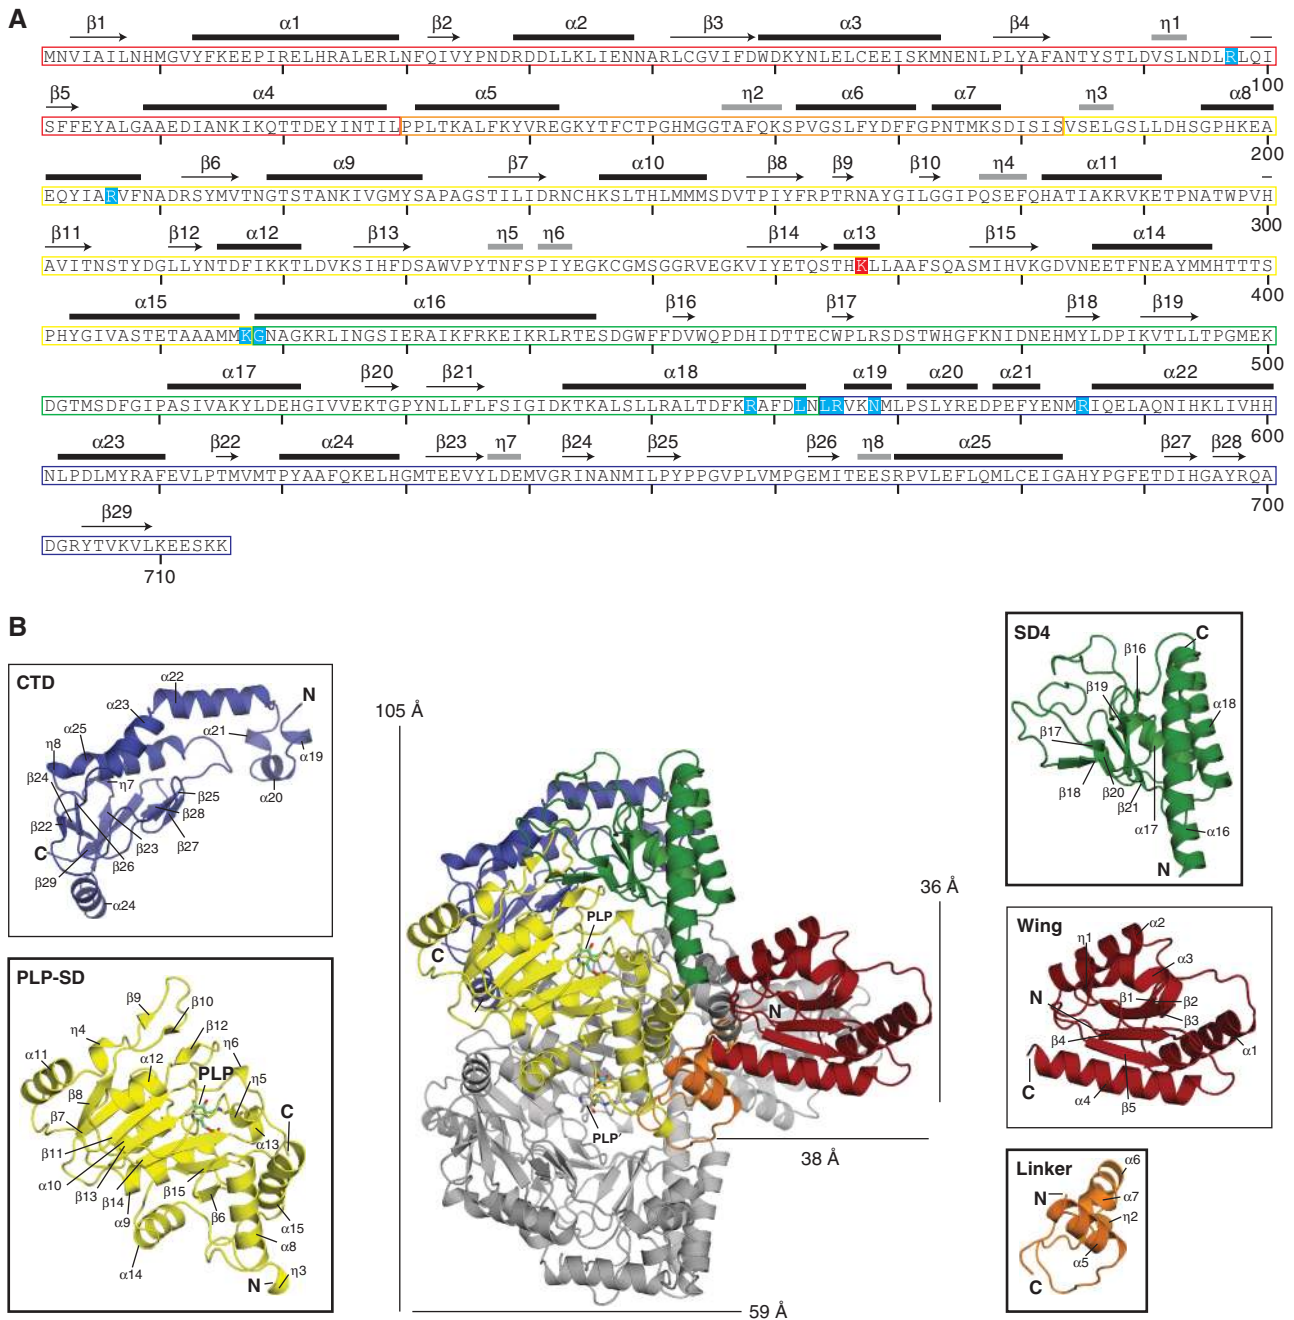 A
β1 α1 β2 α2 β3 α3 β4 η1
MNVIAILNHMGVYFKEEPIRELHRALERLNFQIVYPNDRDDLLKLIENNARLCGVIFDWDKYNLELCEEISKMNENLPLYAFANTYSTLDVSLNDLRLQI
100
β5 α4 α5 η2 α6 α7 η3 α8
SFFEYALGAAEDIANKIKQTTDEYINTILPPLTKALFKYVREGKYTFCTPGHMGGTAFQKSPVGSLFYDFFGPNTMKSDISISVSELGSLLDHSGPHKEA
200
β6 α9 β7 α10 β8 β9 β10 η4 α11
EQYIARVFNADRSYMVTNGTSTANKIVGMYSAPAGSTILIDRNCHKSLTHLMMMSDVTPIYFRPTRNAYGILGGIPQSEFQHATIAKRVKETPNATWPVH
300
β11 β12 α12 β13 η5 η6 β14 α13 β15 α14
AVITNSTYDGLLYNTDFIKKTLDVKSIHFDSAWVPYTNFSPIYEGKCGMSGGRVEGKVIYETQSTHKLLAAFSQASMIHVKGDVNEETFNEAYMMHTTTS
400
α15 α16 β16 β17 β18 β19
PHYGIVASTETAAAMMKGNAGKRLINGSIERAIKFRKEIKRLRTESDGWFFDVWQPDHIDTTECWPLRSDSTWHGFKNIDNEHMYLDPIKVTLLTPGMEK
500
α17 β20 β21 α18 α19 α20 α21 α22
DGTMSDFGIPASIVAKYLDEHGIVVEKTGPYNLLFLFSIGIDKTKALSLLRALTDFKRAFDLNLRVKNMLPSLYREDPEFYENMRIQELAQNIHKLIVHH
600
α23 β22 α24 β23 η7 β24 β25 β26 η8 α25 β27 β28
NLPDLMYRAFEVLPTMVMTPYAAFQKELHGMTEEVYLDEMVGRINANMILPYPPGVPLVMPGEMITEESRPVLEFLQMLCEIGAHYPGFETDIHGAYRQA
700
β29
DGRYTVKVLKEESKK
710
B
CTD
α22
N
α23
α25
α21
η8
α19
β24
η7
α20
β25
β28
β22
C
β23
β27
β26
β29
α24
PLP-SD
β9
β10
η4
β12
α11
α12
η6
PLP
η5
β8
β7
C
α13
β11
α10
β13
β14
β15
α9
β6
α15
α8
α14
N
η3
105 Å
PLP
C
N
PLP′
36 Å
38 Å
59 Å
SD4
C
β16
β19
α18
β17
β18
β20
β21
α17
α16
N
Wing
α2
η1
α3
N
β1
β2
β3
β4
α1
C
α4
β5
Linker
α6
N
α7
η2
α5
C